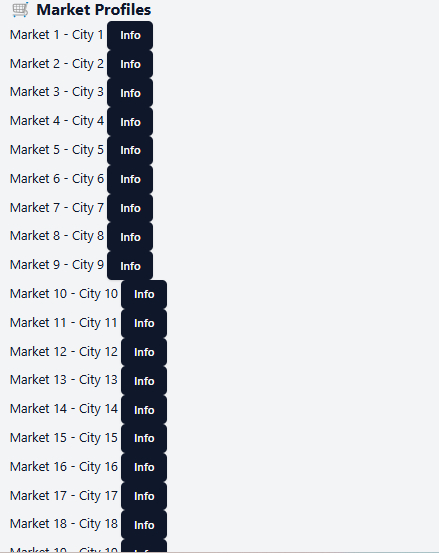 Market Profiles
Market 1 - City 1 Info
Market 2 - City 2 Info
Market 3 - City 3 Info
Market 4 - City 4 Info
Market 5 - City 5 Info
Market 6 - City 6 Info
Market 7 - City 7 Info
Market 8 - City 8 Info
Market 9 - City 9 Info
Market 10 - City 10 Info
Market 11 - City 11 Info
Market 12 - City 12 Info
Market 13 - City 13 Info
Market 14 - City 14 Info
Market 15 - City 15 Info
Market 16 - City 16 Info
Market 17 - City 17 Info
Market 18 - City 18 Info